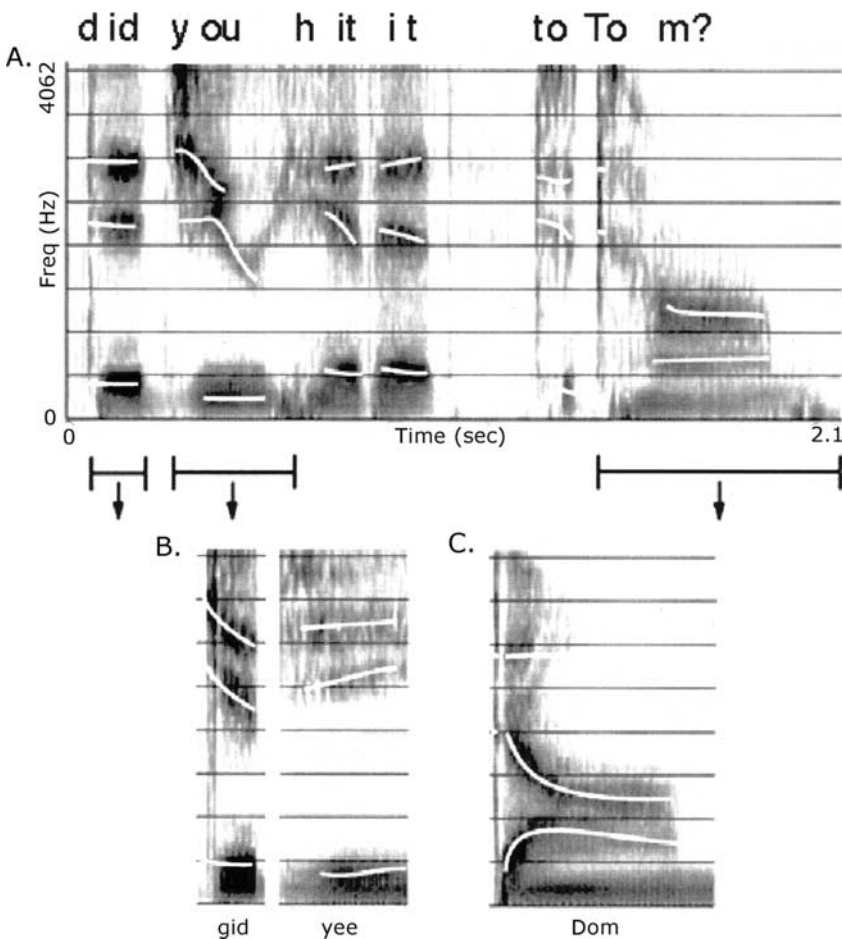 d id y ou h it i t to To m?
A.
4062
Freq (Hz)
0
0 Time (sec) 2.1
B. C.
gid yee Dom